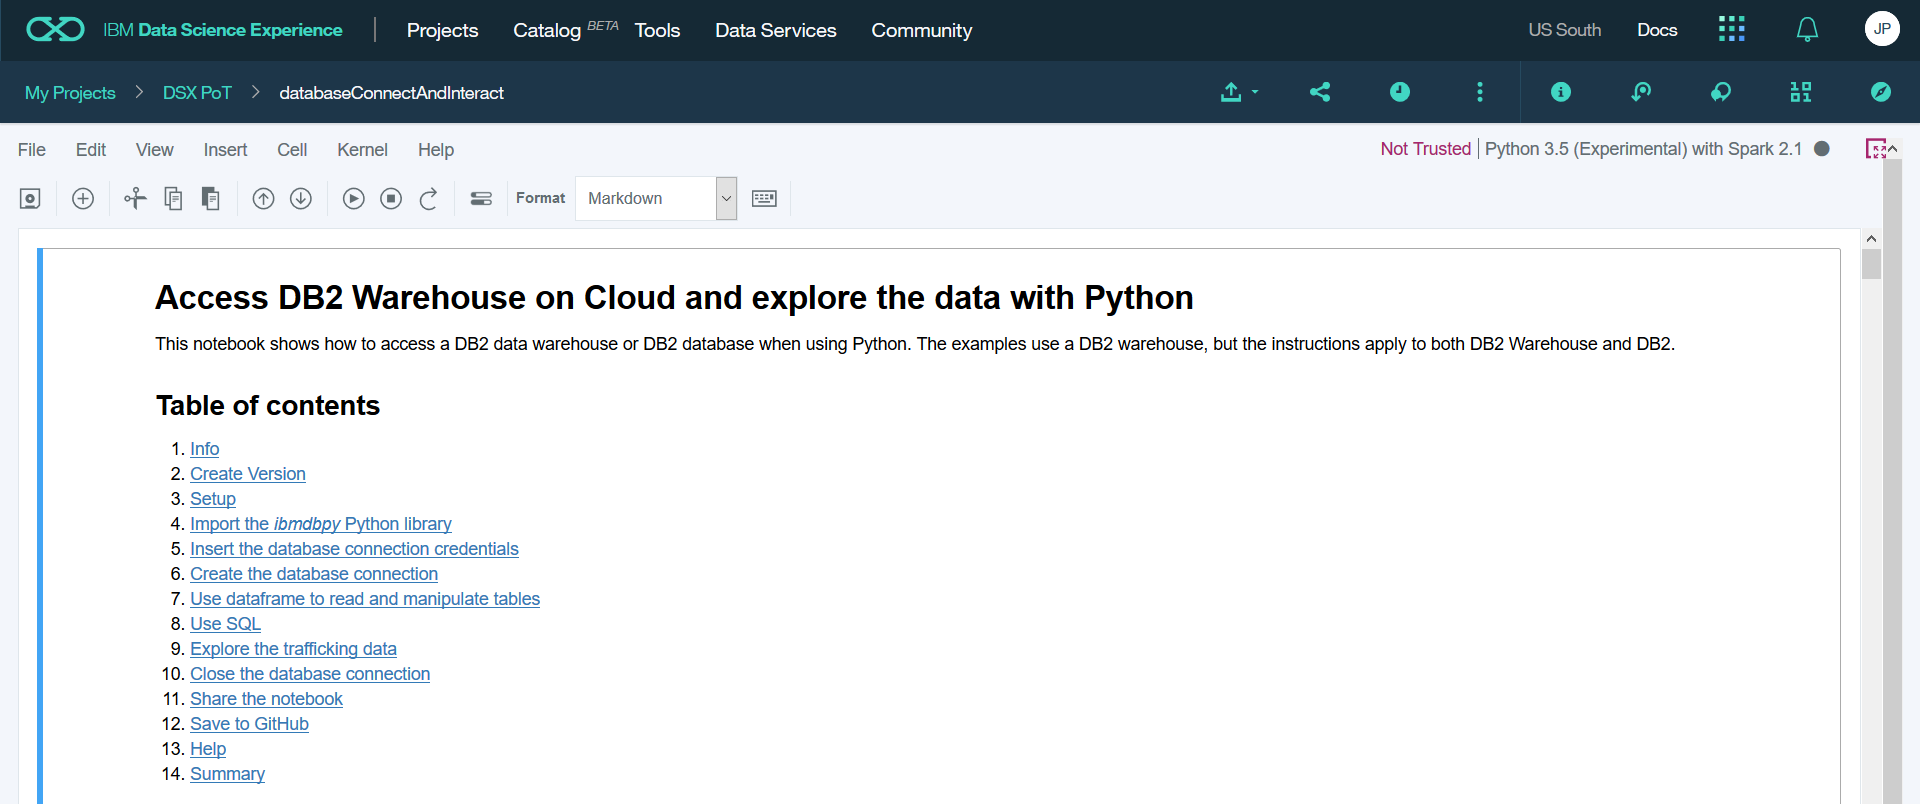 IBM Data Science Experience | Projects Catalog BETA Tools Data Services Community US South Docs JP
My Projects > DSX PoT > databaseConnectAndInteract
File Edit View Insert Cell Kernel Help Not Trusted | Python 3.5 (Experimental) with Spark 2.1
Format Markdown
Access DB2 Warehouse on Cloud and explore the data with Python
This notebook shows how to access a DB2 data warehouse or DB2 database when using Python. The examples use a DB2 warehouse, but the instructions apply to both DB2 Warehouse and DB2.
Table of contents
1. Info
2. Create Version
3. Setup
4. Import the ibmdbpy Python library
5. Insert the database connection credentials
6. Create the database connection
7. Use dataframe to read and manipulate tables
8. Use SQL
9. Explore the trafficking data
10. Close the database connection
11. Share the notebook
12. Save to GitHub
13. Help
14. Summary